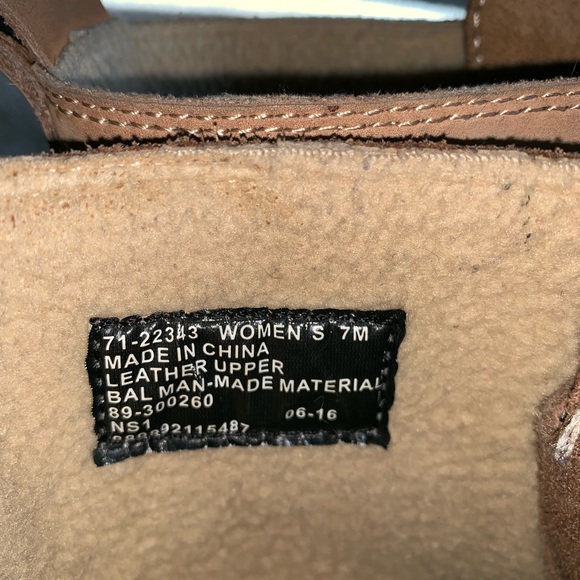 71-22343 WOMEN'S 7M
MADE IN CHINA
LEATHER UPPER
BAL MAN-MADE MATERIAL
89-300260 06-16
NS1